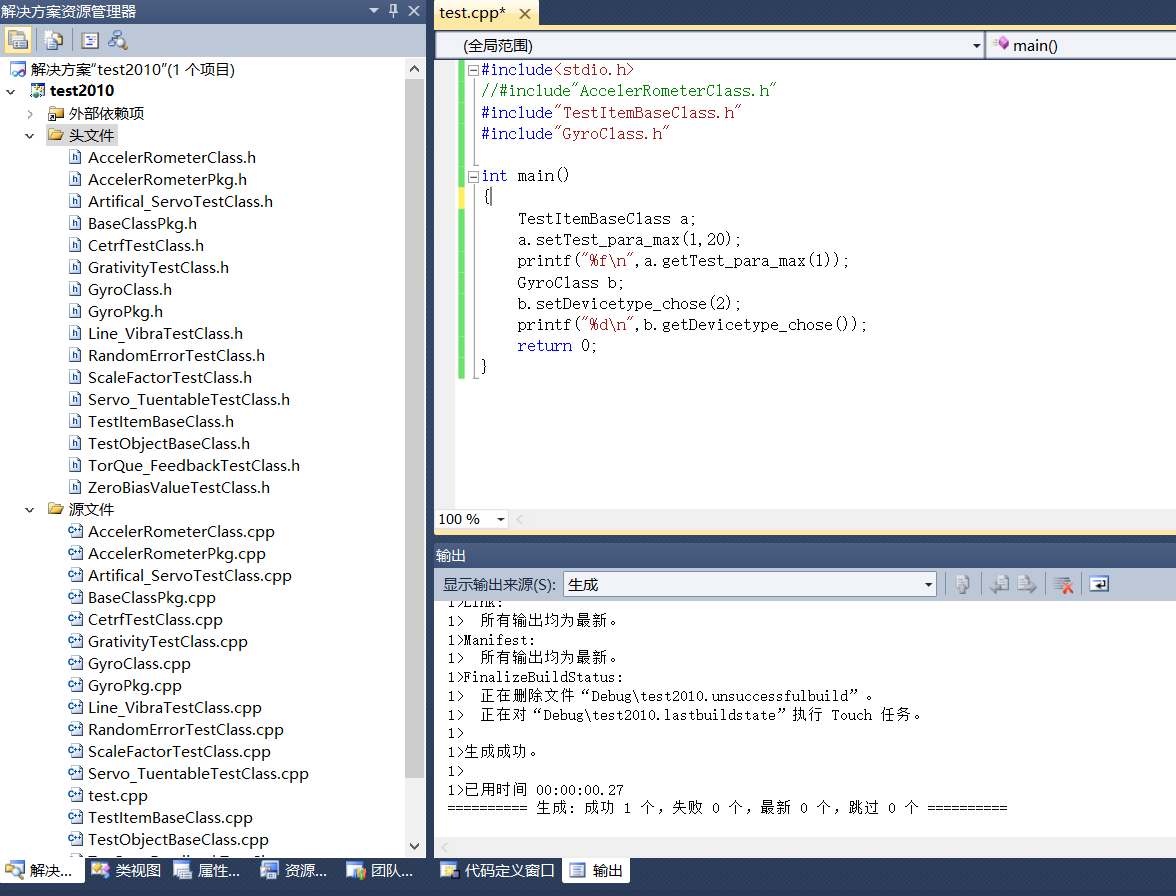 解决方案资源管理器
解决方案"test2010"(1 个项目)
test2010
外部依赖项
头文件
AccelerRometerClass.h
AccelerRometerPkg.h
Artifical_ServoTestClass.h
BaseClassPkg.h
CetrfTestClass.h
GrativityTestClass.h
GyroClass.h
GyroPkg.h
Line_VibraTestClass.h
RandomErrorTestClass.h
ScaleFactorTestClass.h
Servo_TuentableTestClass.h
TestItemBaseClass.h
TestObjectBaseClass.h
TorQue_FeedbackTestClass.h
ZeroBiasValueTestClass.h
源文件
AccelerRometerClass.cpp
AccelerRometerPkg.cpp
Artifical_ServoTestClass.cpp
BaseClassPkg.cpp
CetrfTestClass.cpp
GrativityTestClass.cpp
GyroClass.cpp
GyroPkg.cpp
Line_VibraTestClass.cpp
RandomErrorTestClass.cpp
ScaleFactorTestClass.cpp
Servo_TuentableTestClass.cpp
test.cpp
TestItemBaseClass.cpp
TestObjectBaseClass.cpp
解决... 类视图 属性... 资源... 团队...
test.cpp*
(全局范围) main()
#include<stdio.h>
//#include"AccelerRometerClass.h"
#include"TestItemBaseClass.h"
#include"GyroClass.h"
int main()
{
TestItemBaseClass a;
a.setTest_para_max(1,20);
printf("%f\n",a.getTest_para_max(1));
GyroClass b;
b.setDevicetype_chose(2);
printf("%d\n",b.getDevicetype_chose());
return 0;
}
100 %
输出
显示输出来源(S): 生成
1>Link:
1> 所有输出均为最新。
1>Manifest:
1> 所有输出均为最新。
1>FinalizeBuildStatus:
1> 正在删除文件“Debug\test2010.unsuccessfulbuild”。
1> 正在对“Debug\test2010.lastbuildstate”执行 Touch 任务。
1>
1>生成成功。
1>
1>已用时间 00:00:00.27
========== 生成: 成功 1 个，失败 0 个，最新 0 个，跳过 0 个 ==========
代码定义窗口 输出